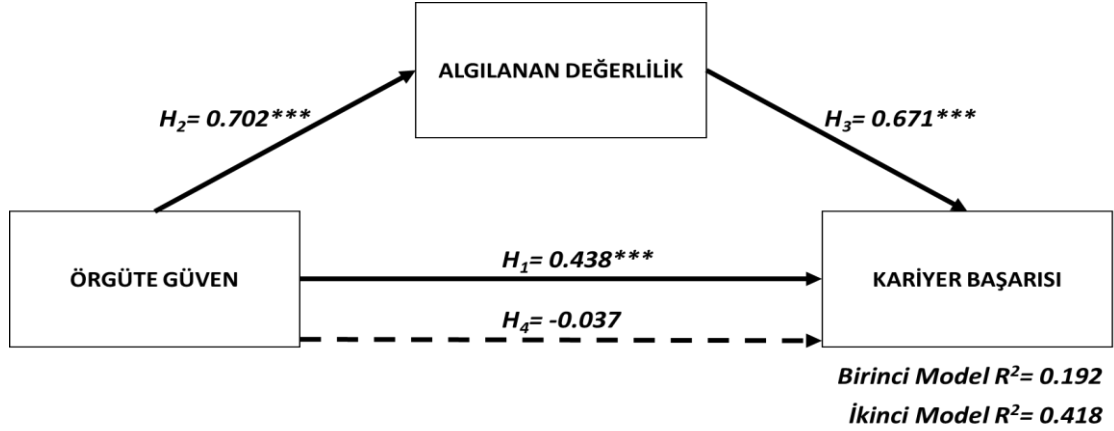 ALGILANAN DEĞERLİLİK
H₂= 0.702***
H₃= 0.671***
ÖRGÜTE GÜVEN
H₁= 0.438***
KARİYER BAŞARISI
H₄= -0.037
Birinci Model R²= 0.192
İkinci Model R²= 0.418